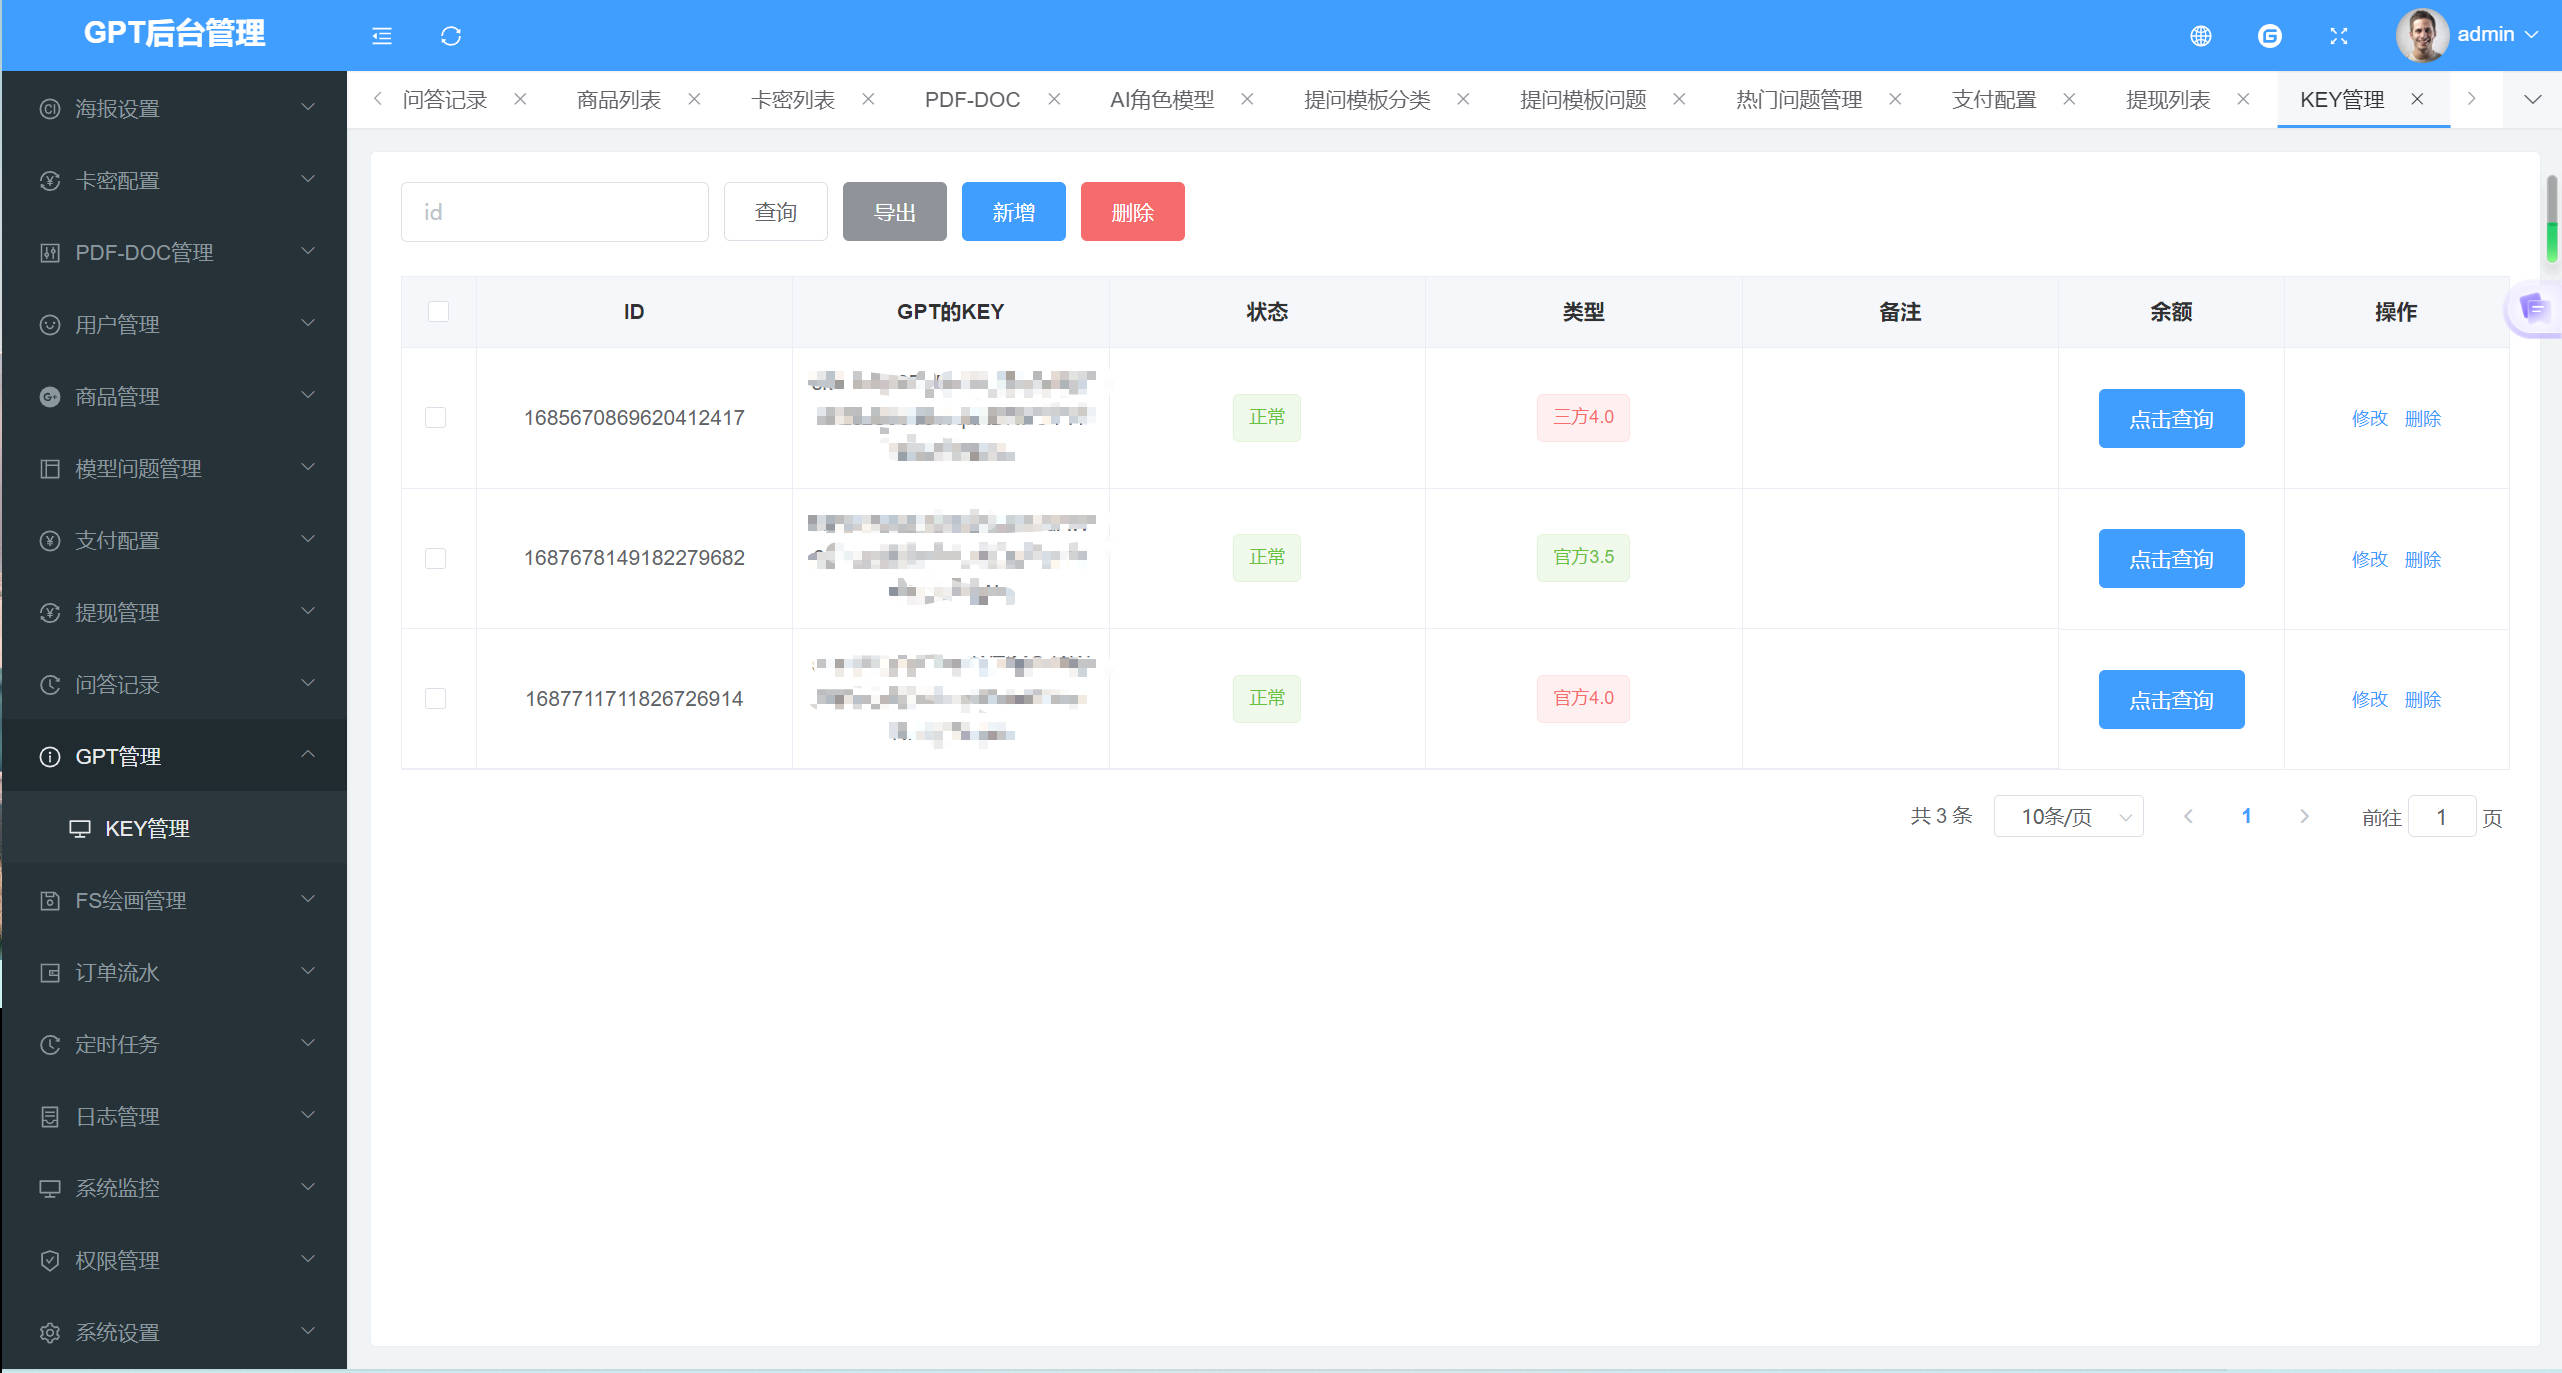 GPT后台管理
admin
海报设置
卡密配置
PDF-DOC管理
用户管理
商品管理
模型问题管理
支付配置
提现管理
问答记录
GPT管理
KEY管理
FS绘画管理
订单流水
定时任务
日志管理
系统监控
权限管理
系统设置
问答记录 商品列表 卡密列表 PDF-DOC AI角色模型 提问模板分类 提问模板问题 热门问题管理 支付配置 提现列表 KEY管理
id 查询 导出 新增 删除
ID GPT的KEY 状态 类型 备注 余额 操作
1685670869620412417 正常 三方4.0 点击查询 修改 删除
1687678149182279682 正常 官方3.5 点击查询 修改 删除
1687711711826726914 正常 官方4.0 点击查询 修改 删除
共 3 条 10条/页 1 前往 1 页